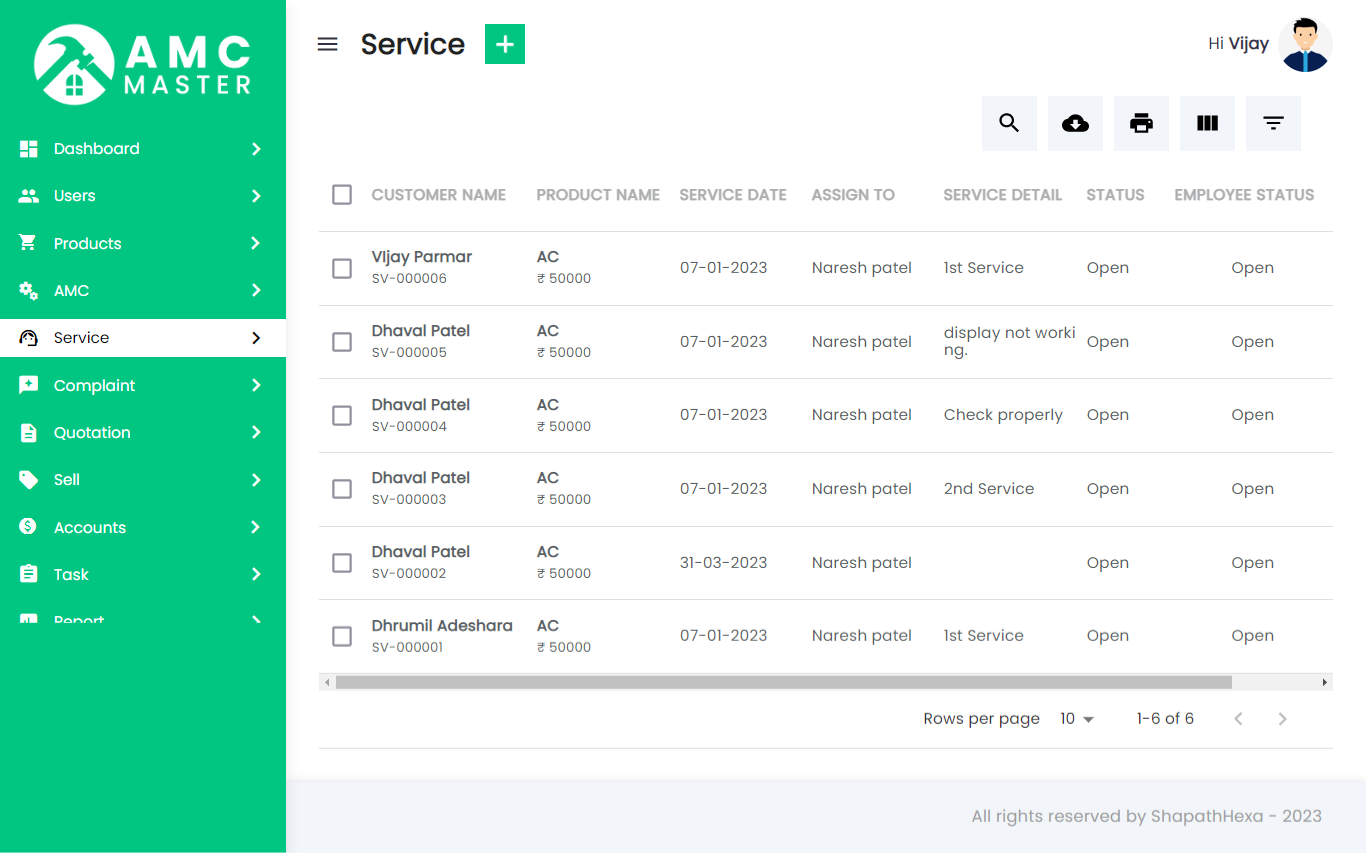 AMC
MASTER
Dashboard
Users
Products
AMC
Service
Complaint
Quotation
Sell
Accounts
Task
Report
Service
Hi Vijay
CUSTOMER NAME PRODUCT NAME SERVICE DATE ASSIGN TO SERVICE DETAIL STATUS EMPLOYEE STATUS
VIjay Parmar AC
SV-000006 ₹ 50000 07-01-2023 Naresh patel 1st Service Open Open
Dhaval Patel AC
SV-000005 ₹ 50000 07-01-2023 Naresh patel display not worki
ng. Open Open
Dhaval Patel AC
SV-000004 ₹ 50000 07-01-2023 Naresh patel Check properly Open Open
Dhaval Patel AC
SV-000003 ₹ 50000 07-01-2023 Naresh patel 2nd Service Open Open
Dhaval Patel AC
SV-000002 ₹ 50000 31-03-2023 Naresh patel Open Open
Dhrumil Adeshara AC
SV-000001 ₹ 50000 07-01-2023 Naresh patel 1st Service Open Open
Rows per page 10 1-6 of 6
All rights reserved by ShapathHexa - 2023